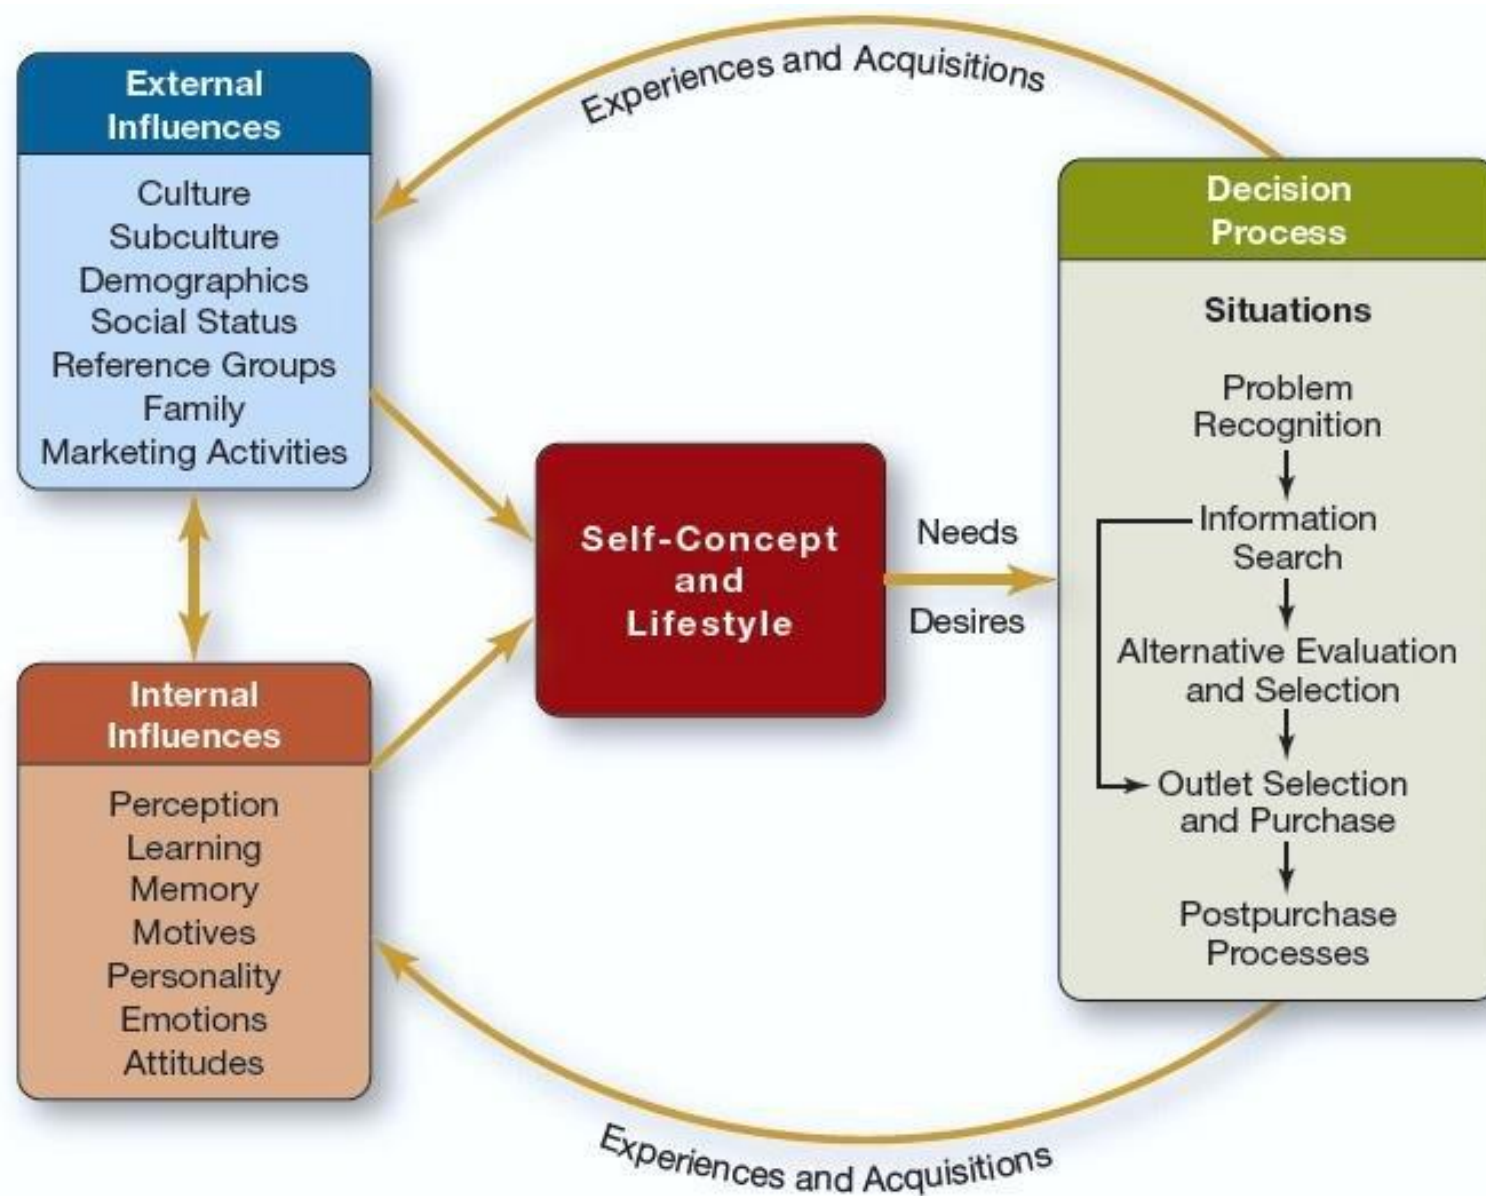 Experiences and Acquisitions
External
Influences
Culture
Subculture
Demographics
Social Status
Reference Groups
Family
Marketing Activities
Internal
Influences
Perception
Learning
Memory
Motives
Personality
Emotions
Attitudes
Self-Concept
and
Lifestyle
Needs
Desires
Decision
Process
Situations
Problem
Recognition
Information
Search
Alternative Evaluation
and Selection
Outlet Selection
and Purchase
Postpurchase
Processes
Experiences and Acquisitions